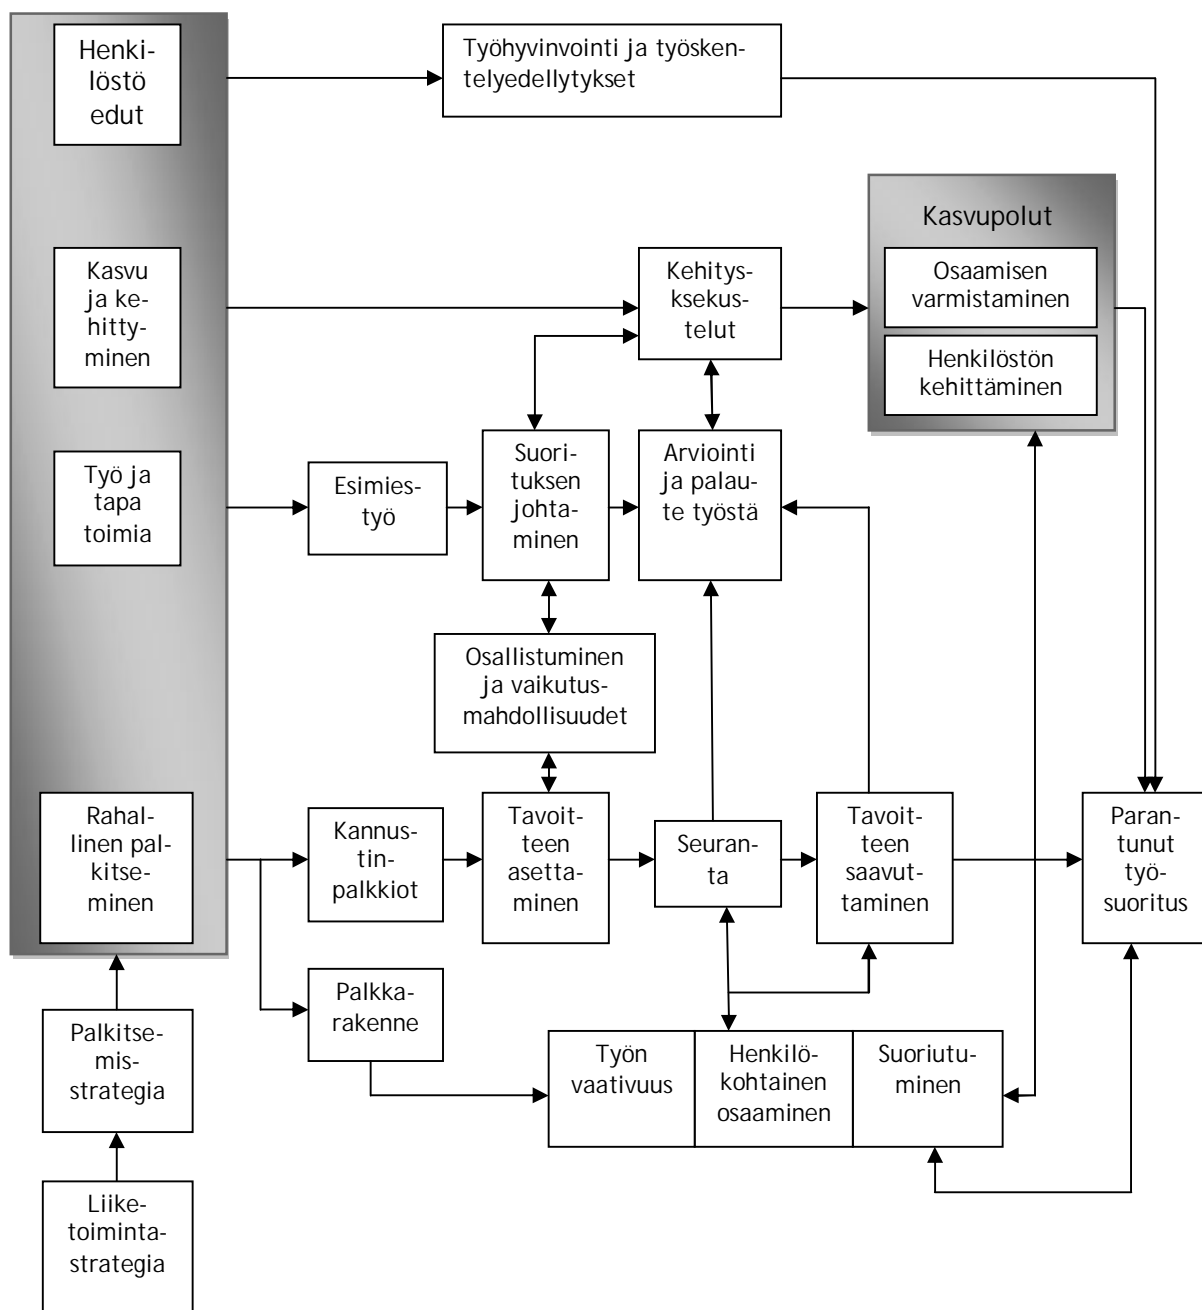 Henki-
löstö
edut
Työhyvinvointi ja työsken-
telyedellytykset
Kasvupolut
Osaamisen
varmistaminen
Henkilöstön
kehittäminen
Kasvu
ja ke-
hitty-
minen
Kehitys-
ksekus-
telut
Työ ja
tapa
toimia
Esimies-
työ
Suori-
tuksen
johta-
minen
Arviointi
ja palau-
te työstä
Osallistuminen
ja vaikutus-
mahdollisuudet
Rahal-
linen pal-
kitse-
minen
Kannus-
tin-
palkkiot
Tavoit-
teen
asetta-
minen
Seuran-
ta
Tavoit-
teen
saavut-
taminen
Paran-
tunut
työ-
suoritus
Palkka-
rakenne
Palkitse-
mis-
strategia
Työn
vaativuus
Henkilö-
kohtainen
osaaminen
Suoriutu-
minen
Liike-
toiminta-
strategia